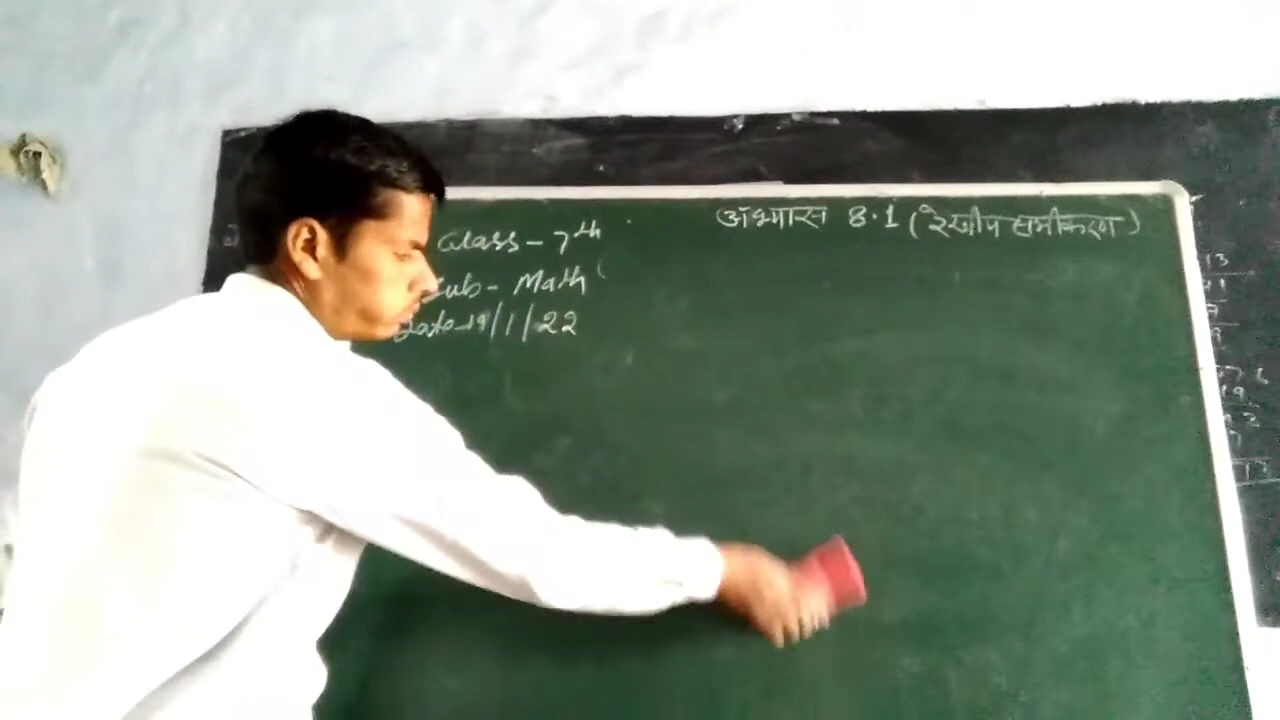 Class - 7th
Sub - Math
Date 19/1/22
अभ्यास 8.1 (रेखीय समीकरण)